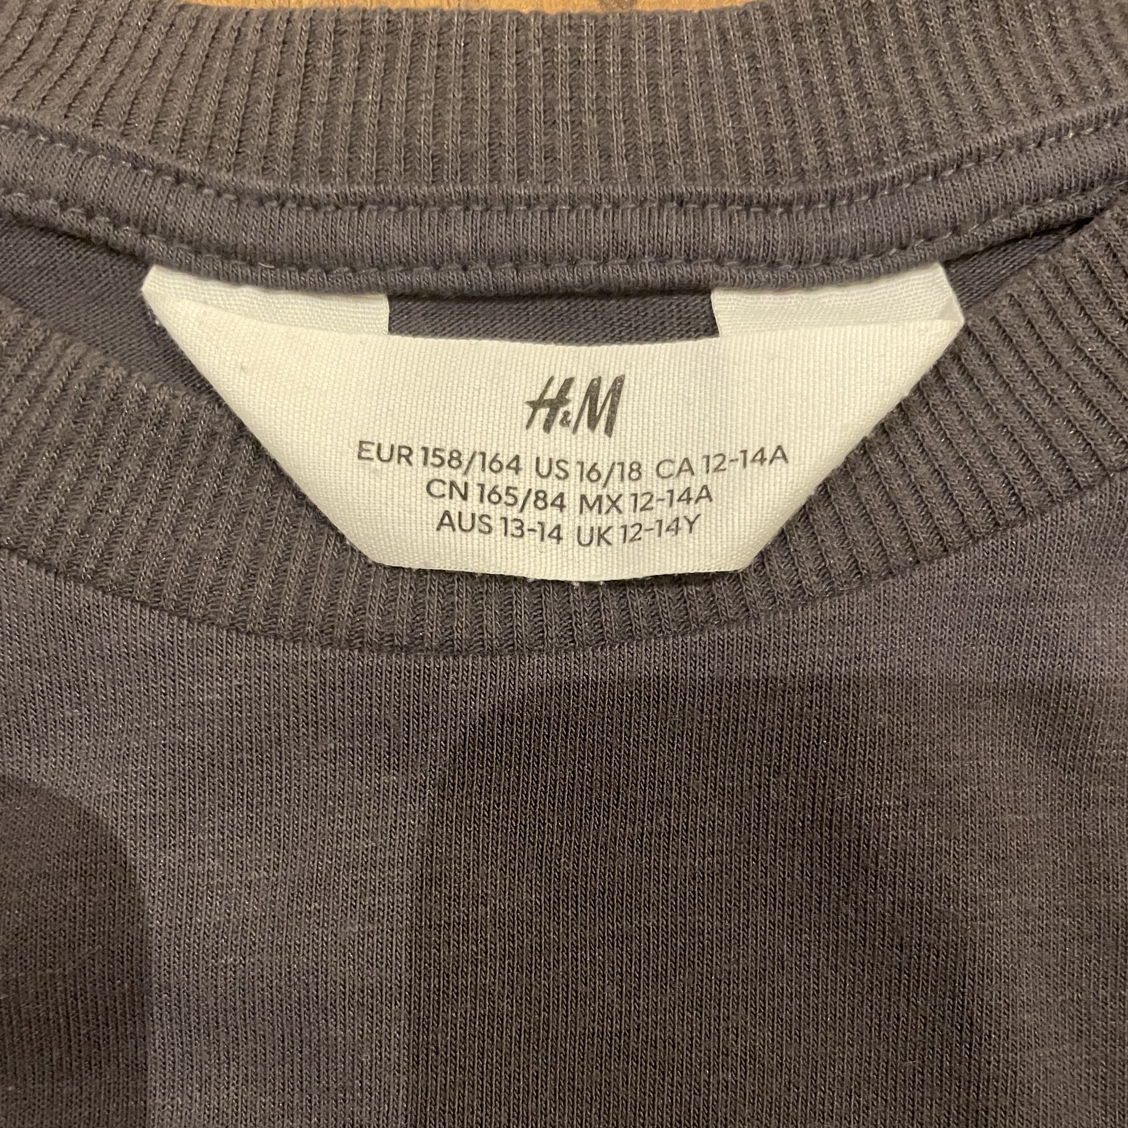 H&M
EUR 158/164 US 16/18 CA 12-14A
CN 165/84 MX 12-14A
AUS 13-14 UK 12-14Y